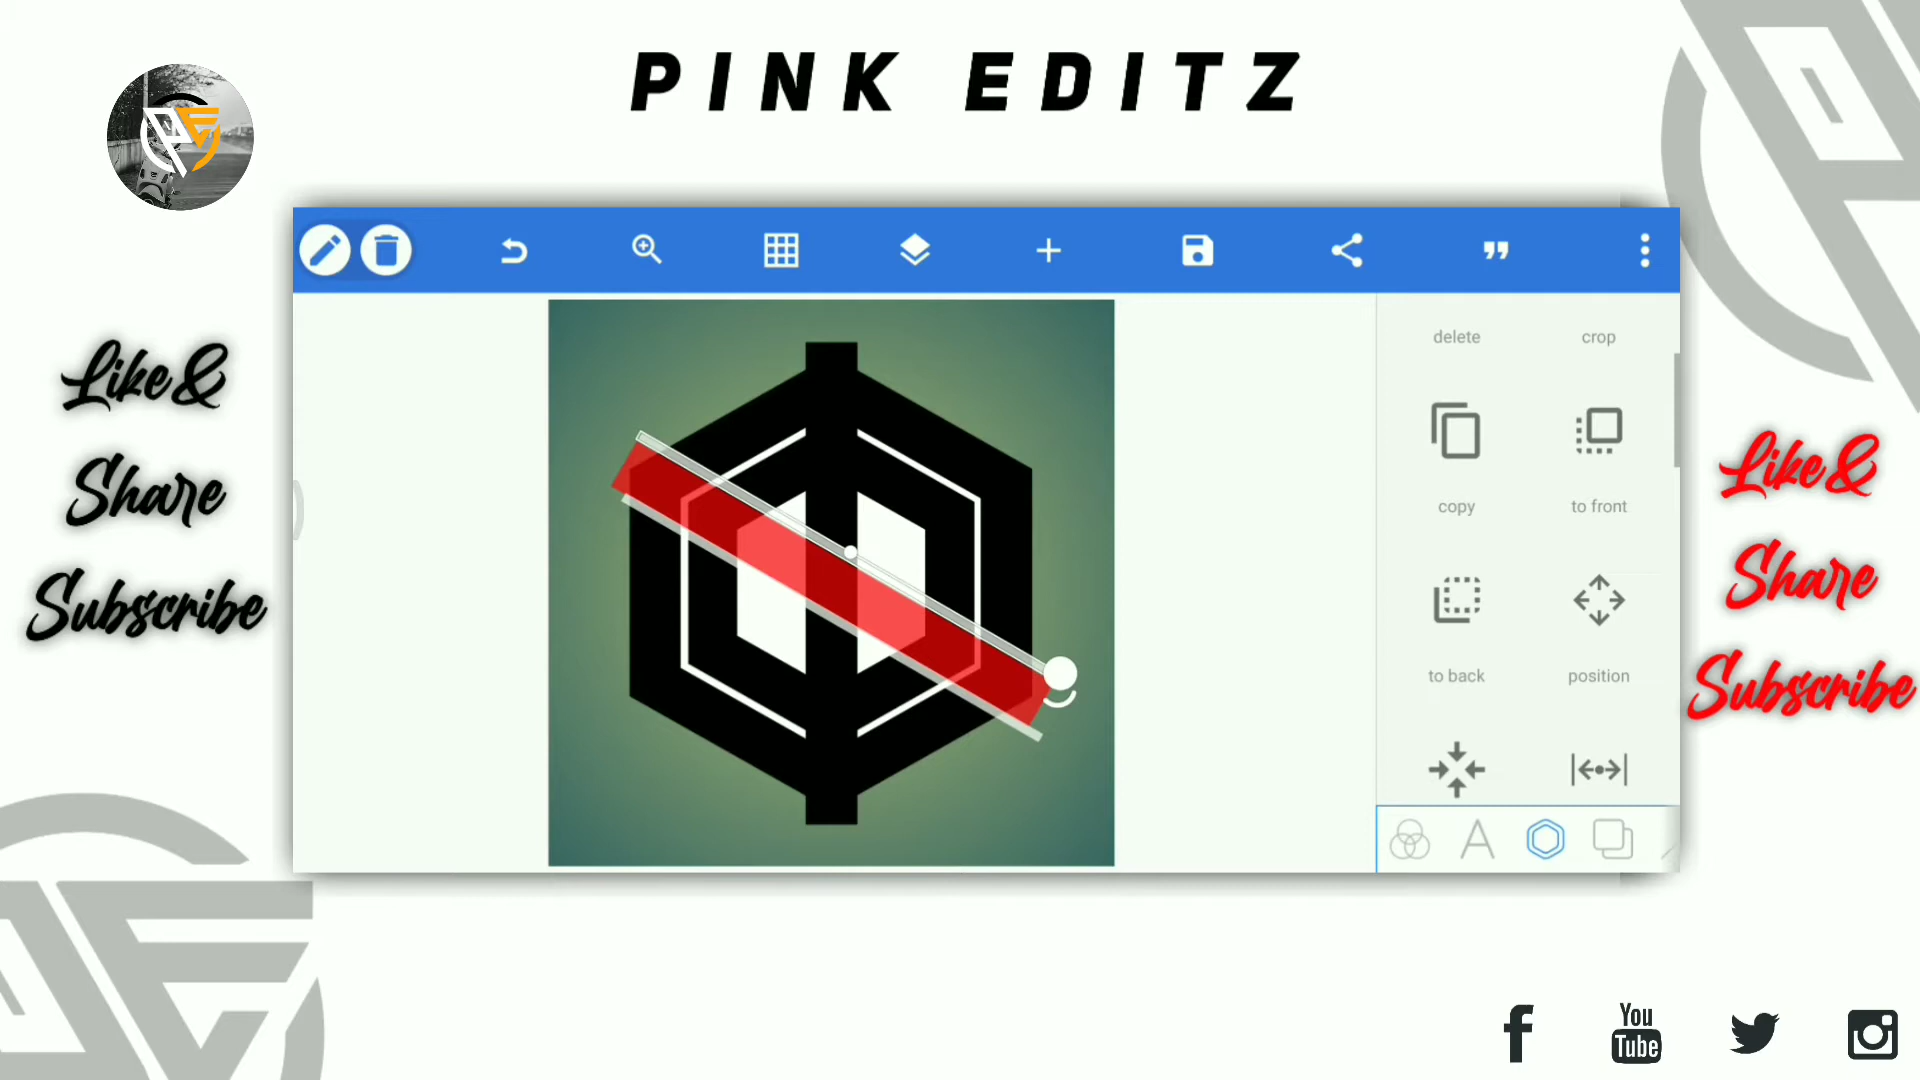 PINK EDITZ
Like&
Share
Subscribe
delete
crop
copy
to front
to back
position
Like&
Share
Subscribe
You
Tube